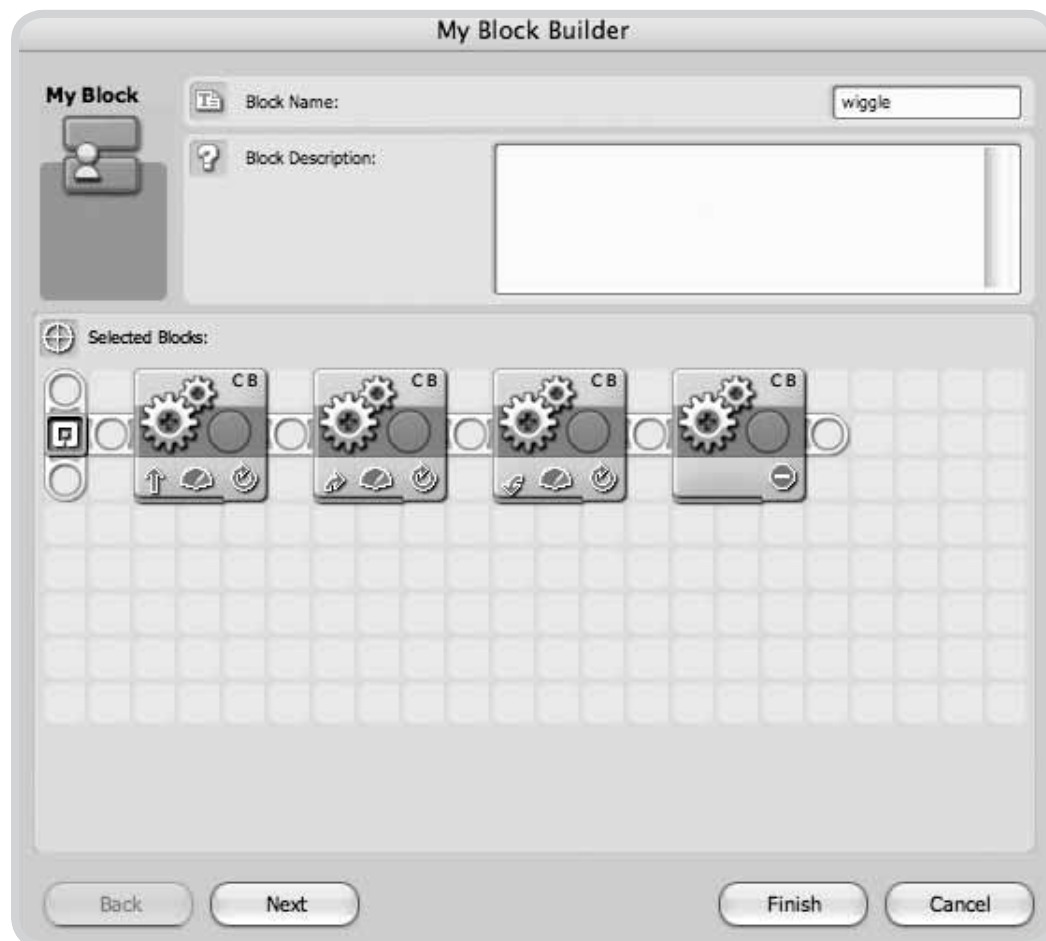 My Block Builder
My Block
Block Name:
wiggle
Block Description:
Selected Blocks:
C B
C B
C B
C B
Back
Next
Finish
Cancel